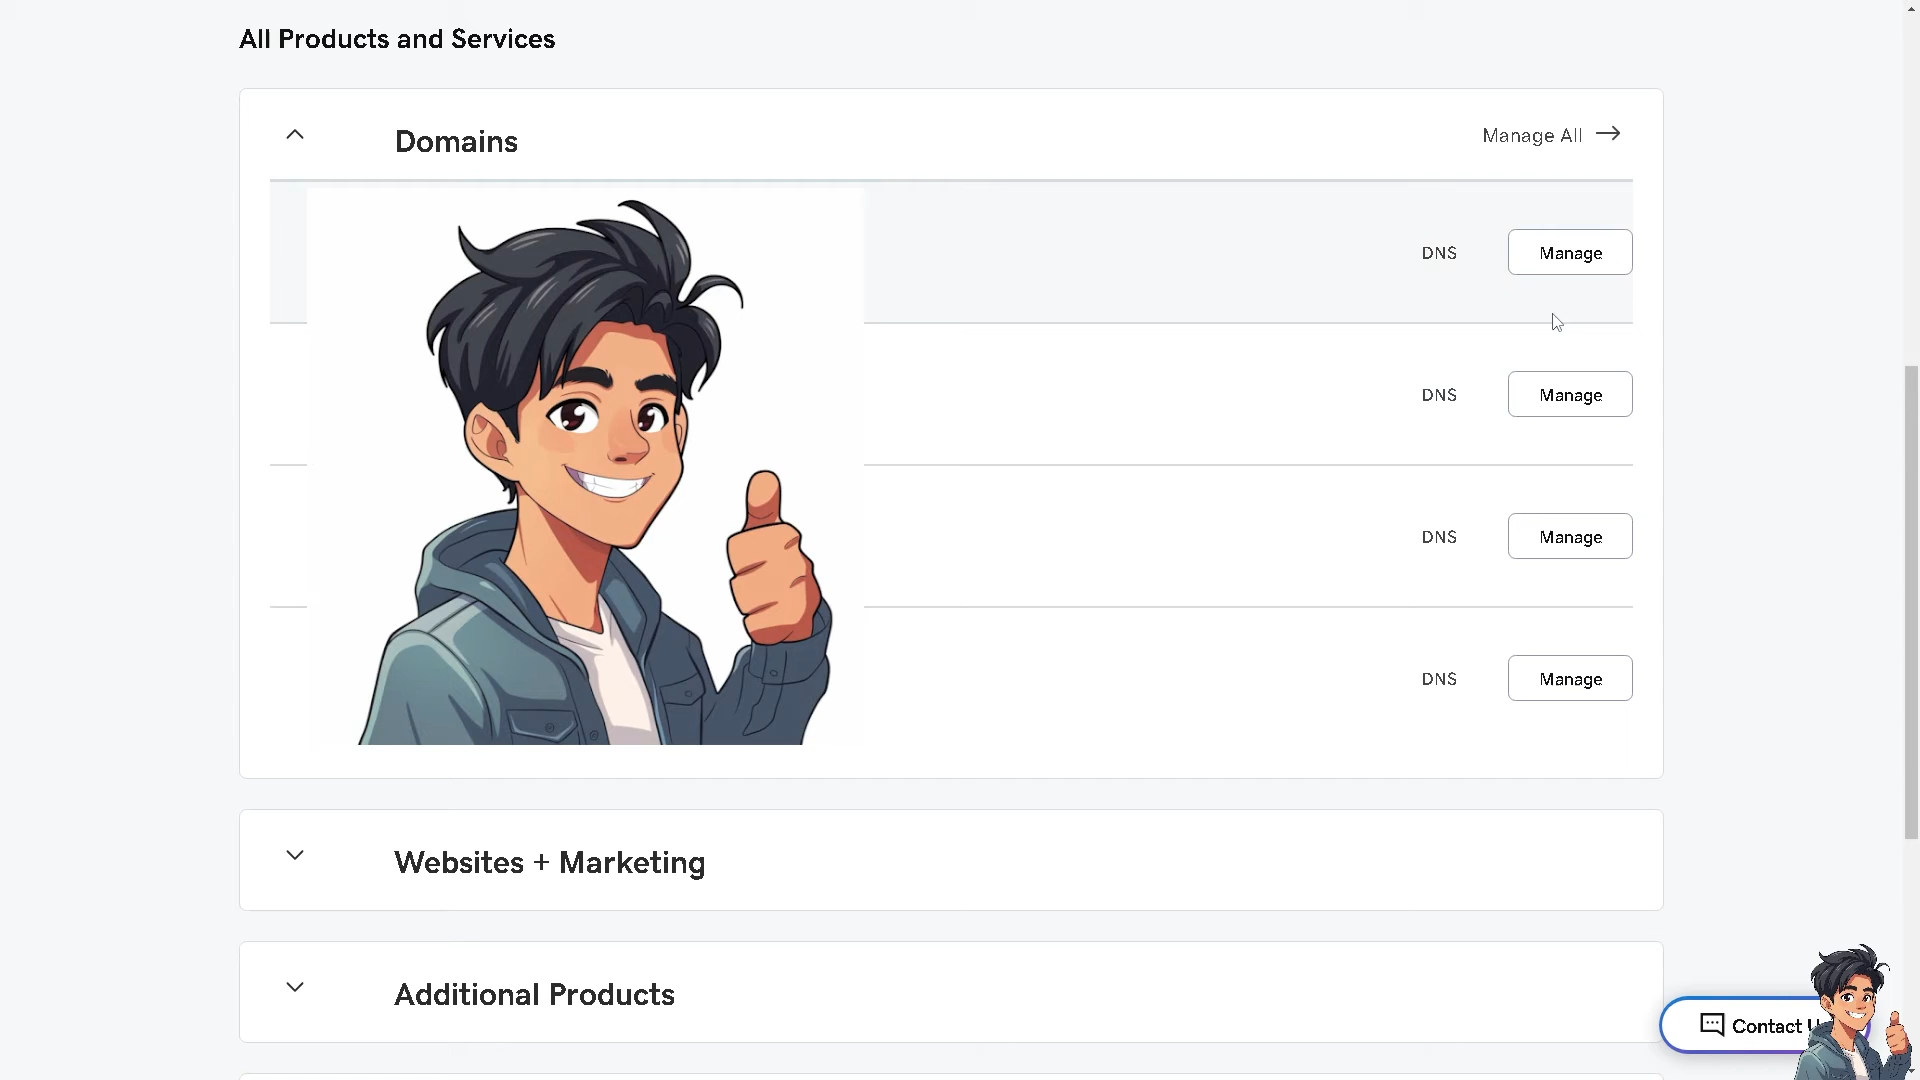 All Products and Services
Domains
Manage All
DNS
Manage
DNS
Manage
DNS
Manage
DNS
Manage
Websites + Marketing
Additional Products
Contact